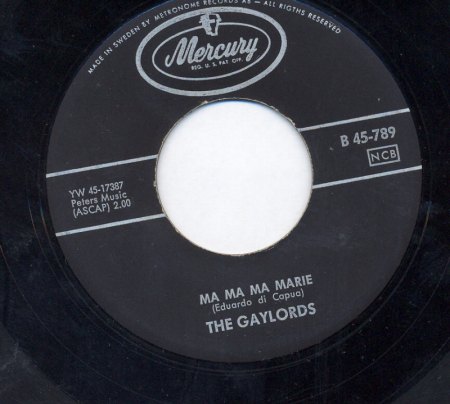 MADE IN SWEDEN BY METRONOME RECORDS AB - ALL RIGTHS RESERVED
Mercury
REG. U. S. PAT. OFF.
B 45-789
NCB
YW 45-17387
Peters Music
(ASCAP) 2.00
MA MA MA MARIE
(Eduardo di Capua)
THE GAYLORDS